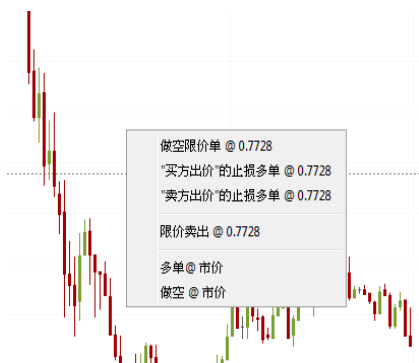 做空限价单 @ 0.7728
"买方出价"的止损多单 @ 0.7728
"卖方出价"的止损多单 @ 0.7728
限价卖出 @ 0.7728
多单@ 市价
做空 @ 市价